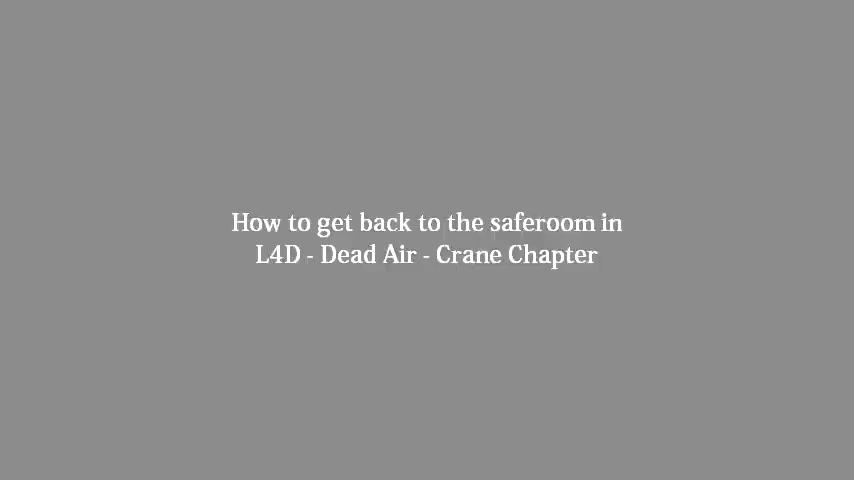 How to get back to the saferoom in
L4D - Dead Air - Crane Chapter